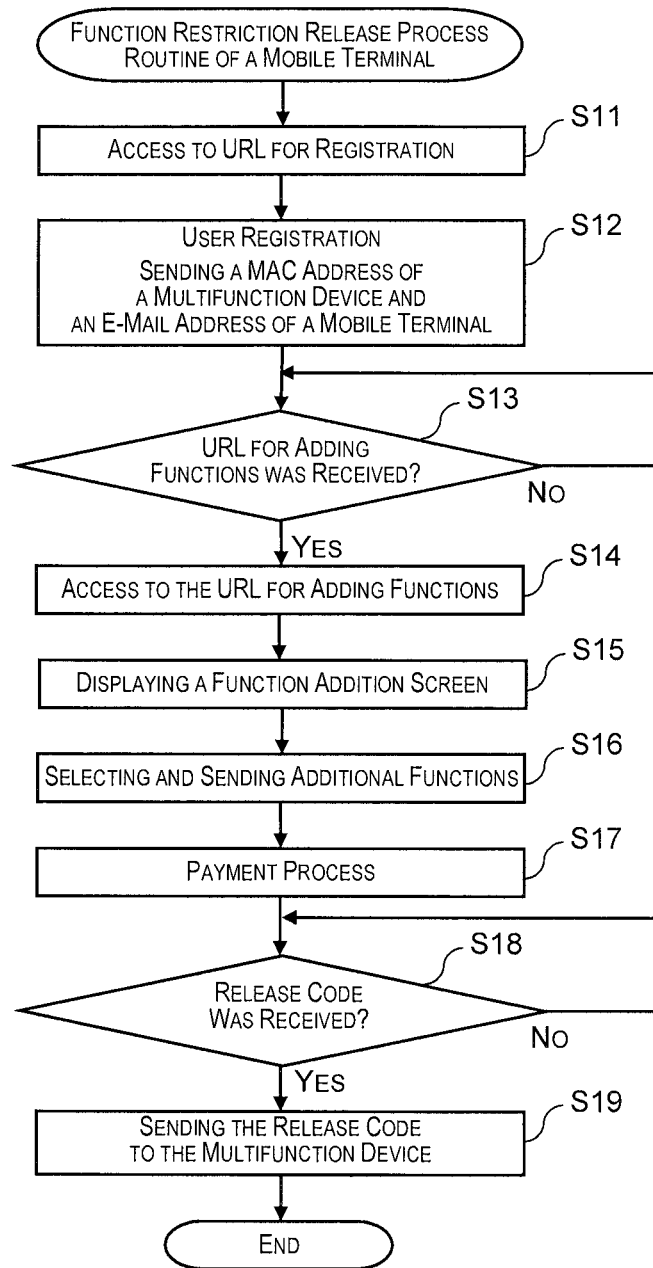 FUNCTION RESTRICTION RELEASE PROCESS
ROUTINE OF A MOBILE TERMINAL
S11
ACCESS TO URL FOR REGISTRATION
S12
USER REGISTRATION
SENDING A MAC ADDRESS OF
A MULTIFUNCTION DEVICE AND
AN E-MAIL ADDRESS OF A MOBILE TERMINAL
S13
URL FOR ADDING
FUNCTIONS WAS RECEIVED?
NO
YES
S14
ACCESS TO THE URL FOR ADDING FUNCTIONS
S15
DISPLAYING A FUNCTION ADDITION SCREEN
S16
SELECTING AND SENDING ADDITIONAL FUNCTIONS
S17
PAYMENT PROCESS
S18
RELEASE CODE
WAS RECEIVED?
NO
YES
S19
SENDING THE RELEASE CODE
TO THE MULTIFUNCTION DEVICE
END